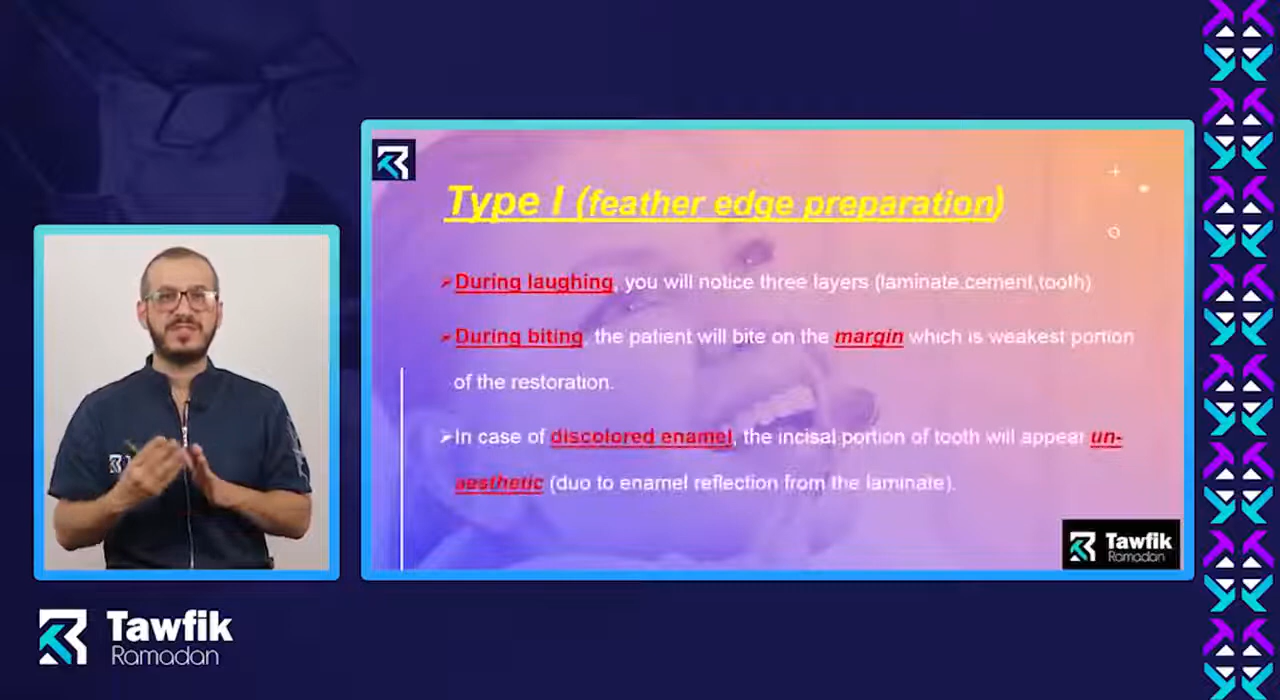 Type I (feather edge preparation)
During laughing, you will notice three layers (laminate,cement,tooth)
During biting, the patient will bite on the margin which is weakest portion
of the restoration.
In case of discolored enamel, the incisal portion of tooth will appear un-
aesthetic (duo to enamel reflection from the laminate).
Tawfik
Ramadan
Tawfik
Ramadan